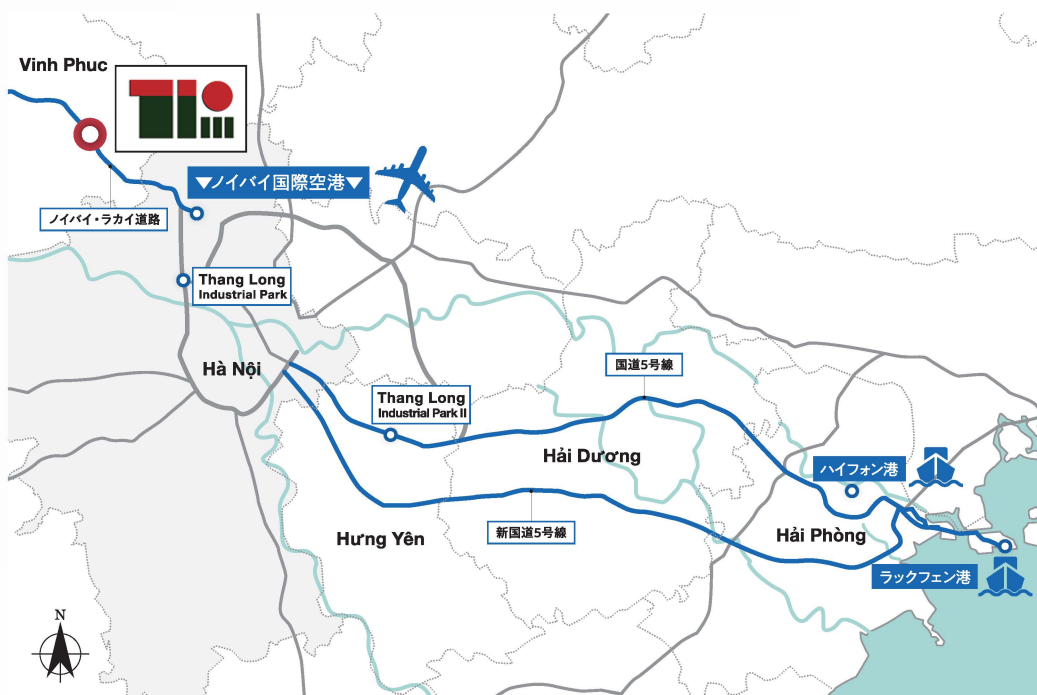 Vinh Phuc
▼ノイバイ国際空港▼
ノイバイ・ラカイ道路
Thang Long
Industrial Park
Hà Nội
国道5号線
Thang Long
Industrial Park II
Hải Dương
ハイフォン港
新国道5号線
Hưng Yên
Hải Phòng
ラックフェン港
N